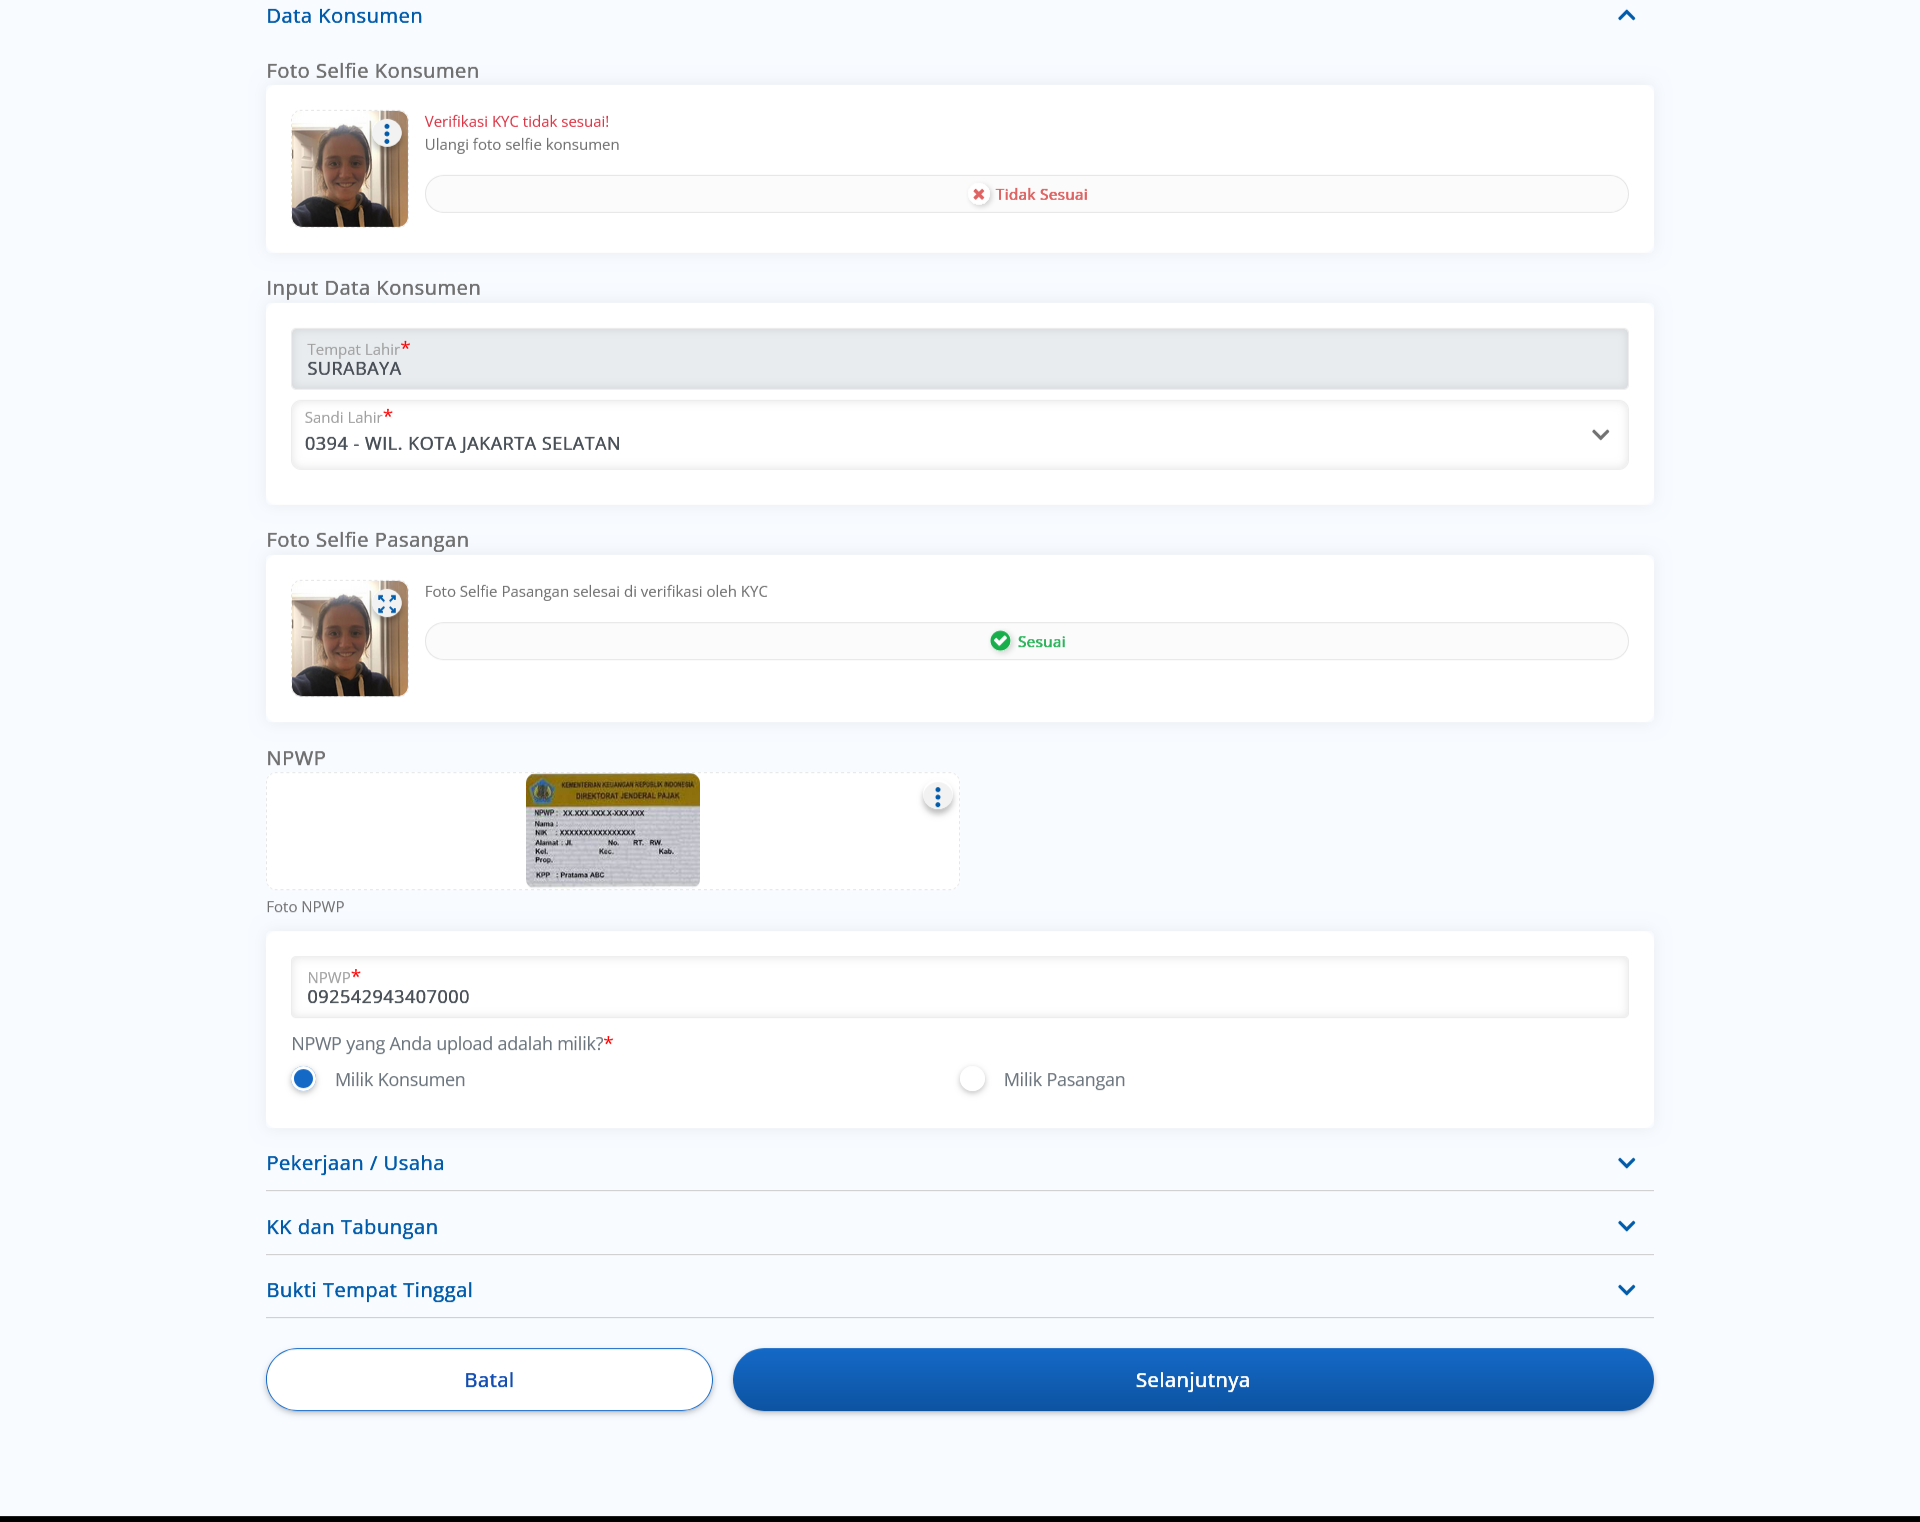 Data Konsumen
Foto Selfie Konsumen
Verifikasi KYC tidak sesuai!
Ulangi foto selfie konsumen
Tidak Sesuai
Input Data Konsumen
Tempat Lahir*
SURABAYA
Sandi Lahir*
0394 - WIL. KOTA JAKARTA SELATAN
Foto Selfie Pasangan
Foto Selfie Pasangan selesai di verifikasi oleh KYC
Sesuai
NPWP
KEMENTERIAN KEUANGAN REPUBLIK INDONESIA
DIREKTORAT JENDERAL PAJAK
NPWP : XX.XXX.XXX.X-XXX.XXX
Nama :
NIK : XXXXXXXXXXXXXXXX
Alamat : Jl. No. RT. RW.
Kel. Kec. Kab.
Prop.
KPP : Pratama ABC
Foto NPWP
NPWP*
092542943407000
NPWP yang Anda upload adalah milik?*
Milik Konsumen Milik Pasangan
Pekerjaan / Usaha
KK dan Tabungan
Bukti Tempat Tinggal
Batal Selanjutnya